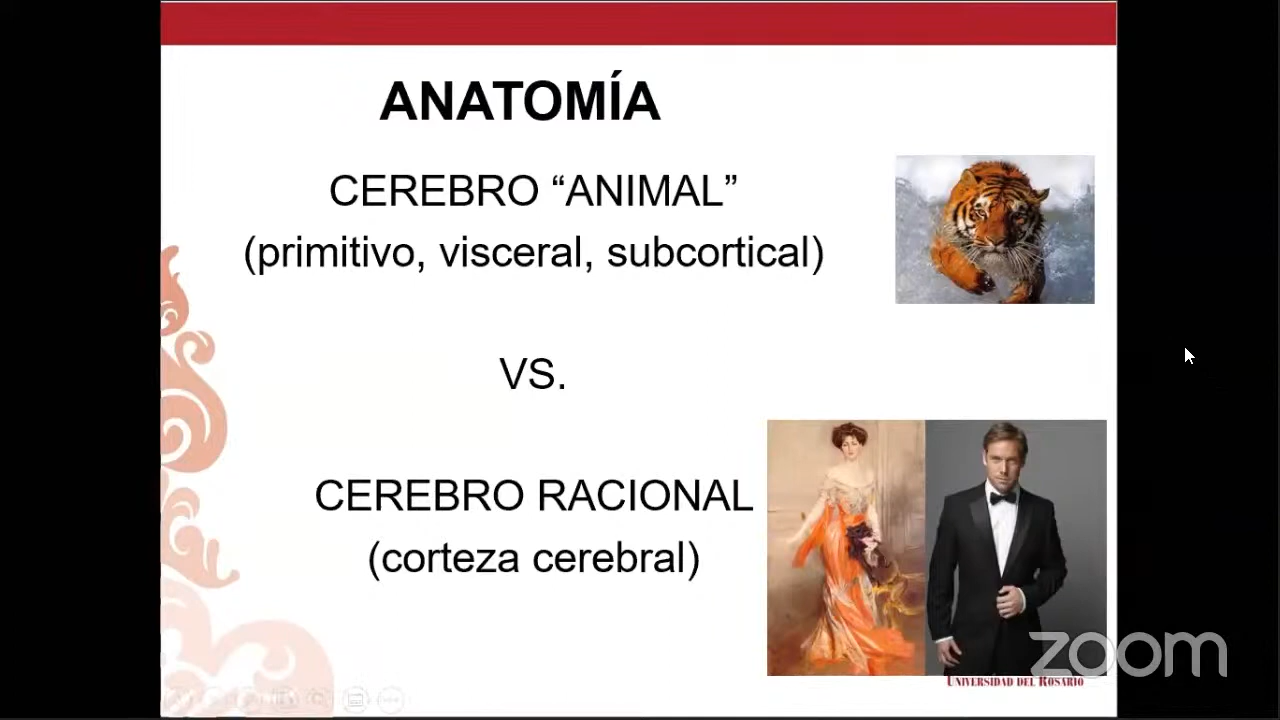 ANATOMÍA
CEREBRO “ANIMAL”
(primitivo, visceral, subcortical)
VS.
CEREBRO RACIONAL
(corteza cerebral)
zoom
UNIVERSIDAD DEL ROSARIO